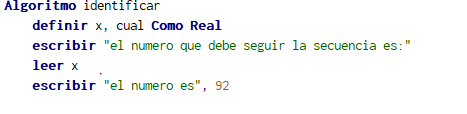 Algoritmo identificar
definir x, cual Como Real
escribir "el numero que debe seguir la secuencia es:"
leer x
escribir "el numero es", 92